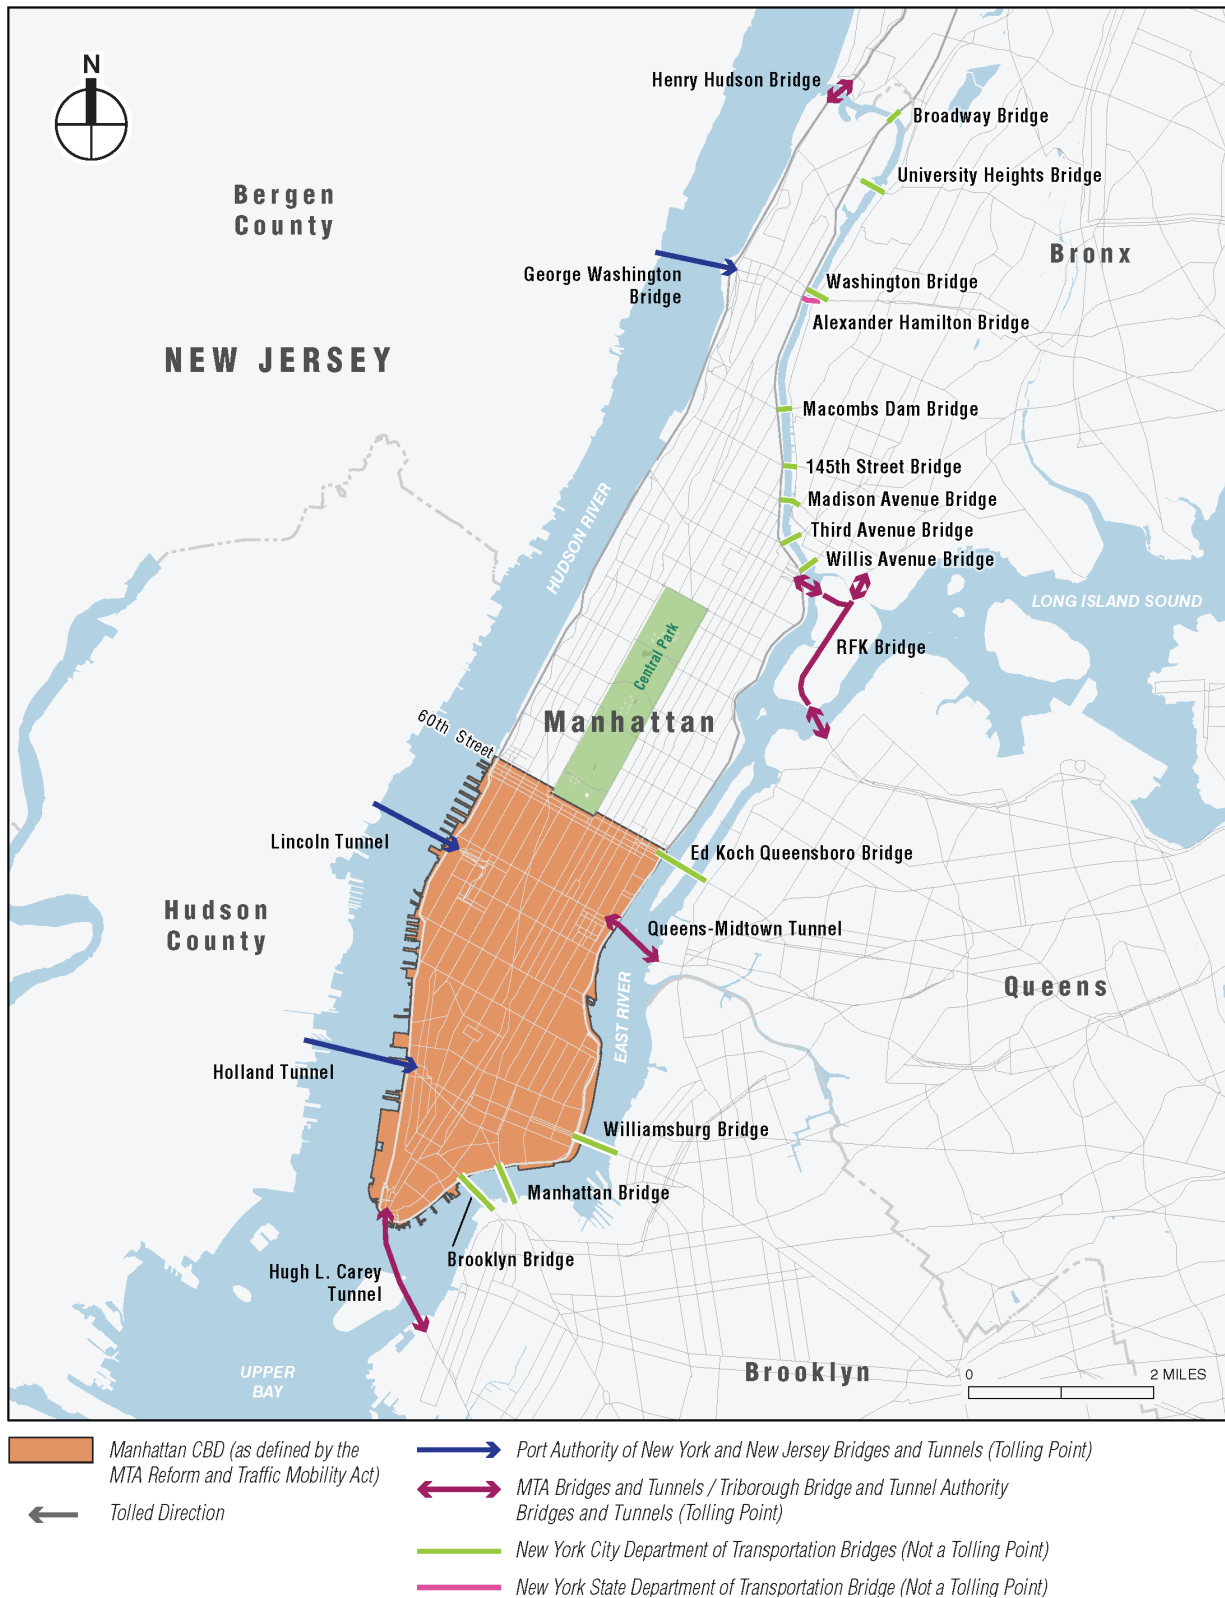 N
Henry Hudson Bridge
Broadway Bridge
University Heights Bridge
Bergen
County
Bronx
George Washington
Bridge
Washington Bridge
Alexander Hamilton Bridge
NEW JERSEY
Macombs Dam Bridge
145th Street Bridge
Madison Avenue Bridge
Third Avenue Bridge
Willis Avenue Bridge
HUDSON RIVER
LONG ISLAND SOUND
RFK Bridge
Central Park
Manhattan
60th Street
Lincoln Tunnel
Ed Koch Queensboro Bridge
Hudson
County
Queens-Midtown Tunnel
Queens
EAST RIVER
Holland Tunnel
Williamsburg Bridge
Manhattan Bridge
Brooklyn Bridge
Hugh L. Carey
Tunnel
UPPER
BAY
Brooklyn
0 2 MILES
Manhattan CBD (as defined by the
MTA Reform and Traffic Mobility Act)
Tolled Direction
Port Authority of New York and New Jersey Bridges and Tunnels (Tolling Point)
MTA Bridges and Tunnels / Triborough Bridge and Tunnel Authority
Bridges and Tunnels (Tolling Point)
New York City Department of Transportation Bridges (Not a Tolling Point)
New York State Department of Transportation Bridge (Not a Tolling Point)